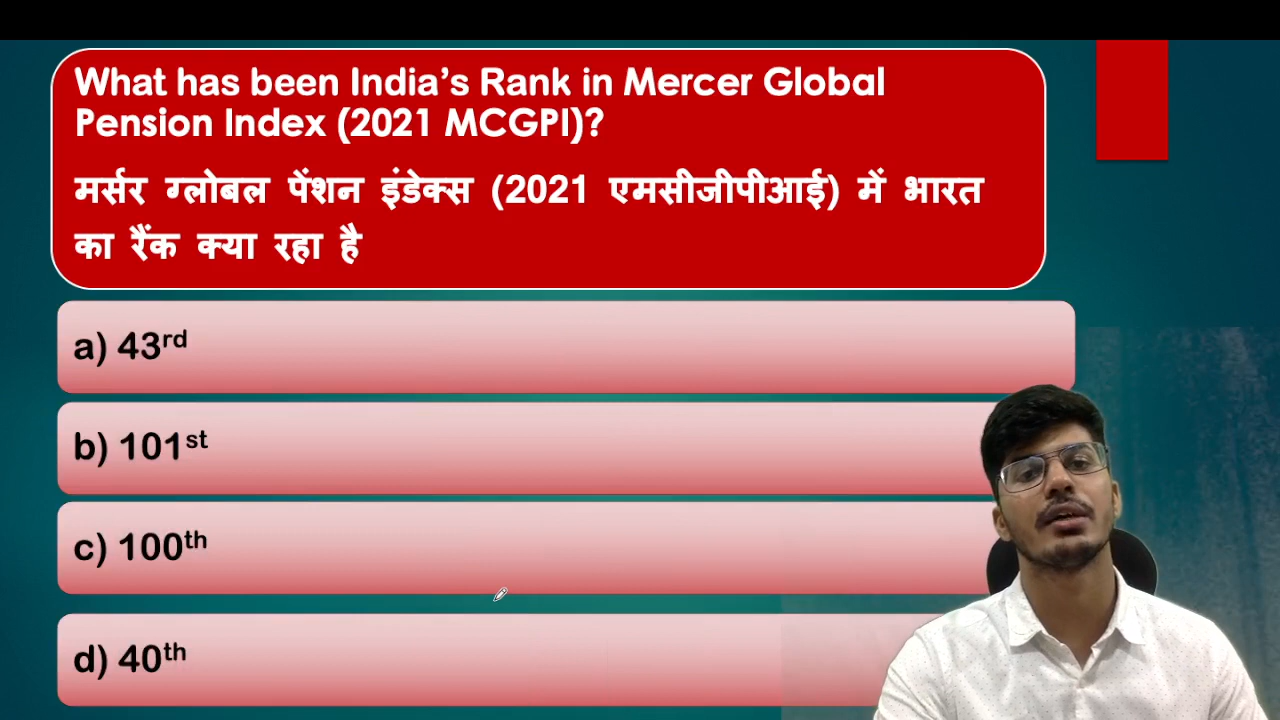 What has been India’s Rank in Mercer Global
Pension Index (2021 MCGPI)?
मर्सर ग्लोबल पेंशन इंडेक्स (2021 एमसीजीपीआई) में भारत
का रैंक क्या रहा है
a) 43rd
b) 101st
c) 100th
d) 40th